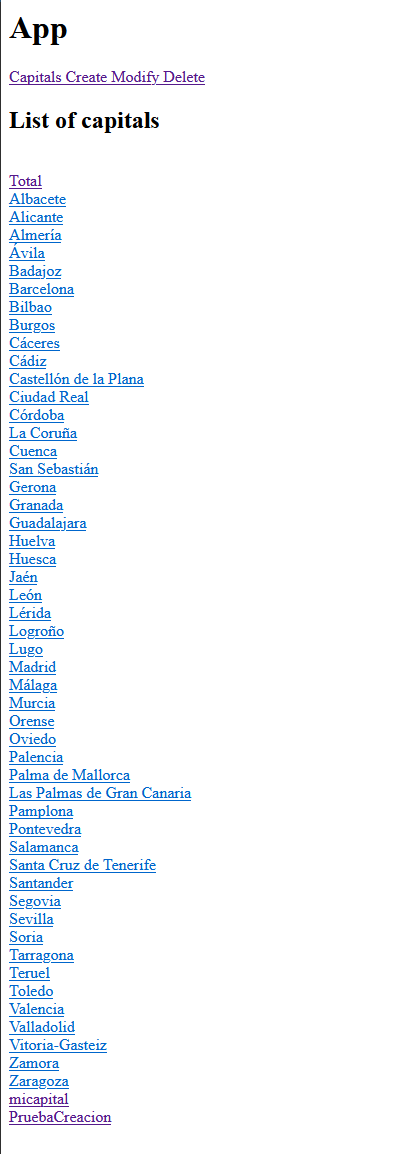 App
Capitals Create Modify Delete
List of capitals
Total
Albacete
Alicante
Almería
Ávila
Badajoz
Barcelona
Bilbao
Burgos
Cáceres
Cádiz
Castellón de la Plana
Ciudad Real
Córdoba
La Coruña
Cuenca
San Sebastián
Gerona
Granada
Guadalajara
Huelva
Huesca
Jaén
León
Lérida
Logroño
Lugo
Madrid
Málaga
Murcia
Orense
Oviedo
Palencia
Palma de Mallorca
Las Palmas de Gran Canaria
Pamplona
Pontevedra
Salamanca
Santa Cruz de Tenerife
Santander
Segovia
Sevilla
Soria
Tarragona
Teruel
Toledo
Valencia
Valladolid
Vitoria-Gasteiz
Zamora
Zaragoza
micapital
PruebaCreacion